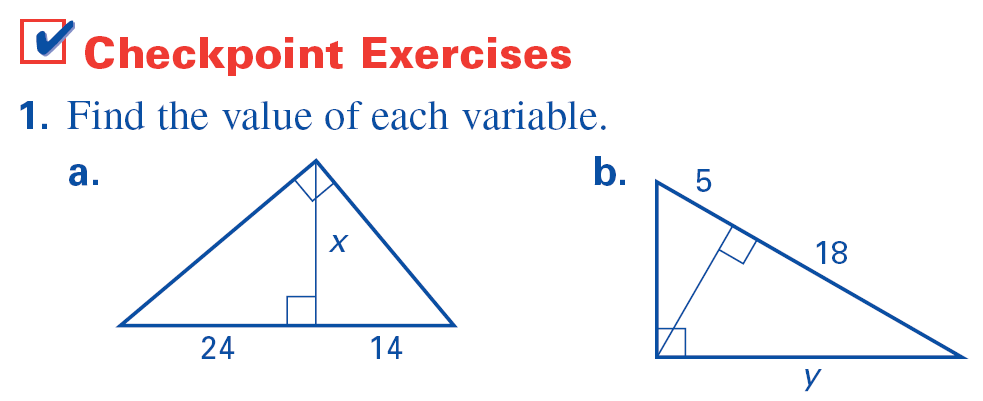 Checkpoint Exercises
1. Find the value of each variable.
a.
x
24
14
b.
5
18
y